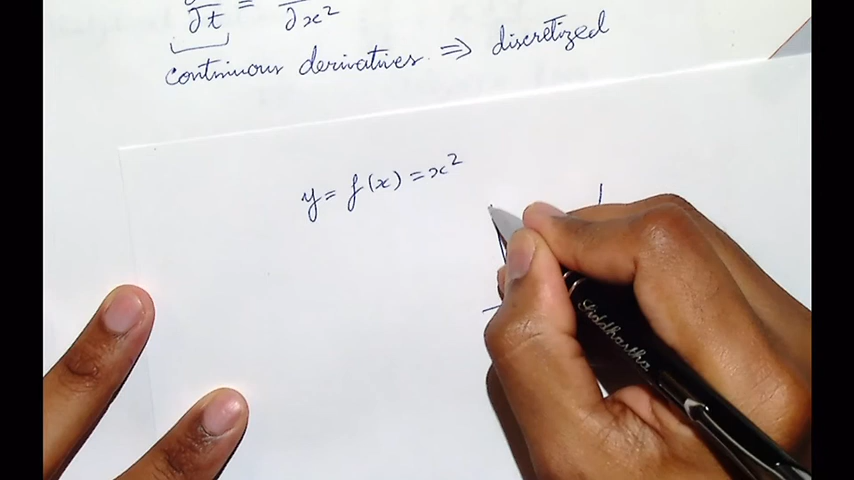 ∂t = ∂x²
continuous derivatives ⇒ discretized
y = f(x) = x²
Siddhartha